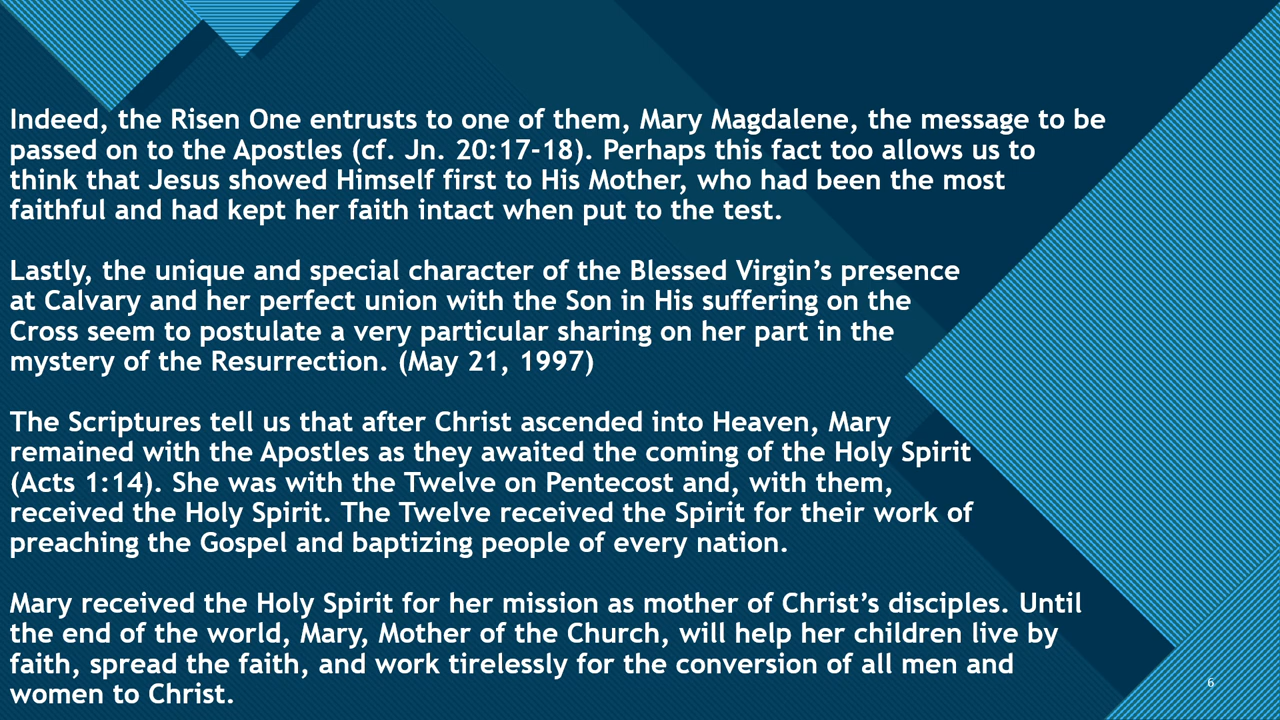 Indeed, the Risen One entrusts to one of them, Mary Magdalene, the message to be
passed on to the Apostles (cf. Jn. 20:17-18). Perhaps this fact too allows us to
think that Jesus showed Himself first to His Mother, who had been the most
faithful and had kept her faith intact when put to the test.
Lastly, the unique and special character of the Blessed Virgin’s presence
at Calvary and her perfect union with the Son in His suffering on the
Cross seem to postulate a very particular sharing on her part in the
mystery of the Resurrection. (May 21, 1997)
The Scriptures tell us that after Christ ascended into Heaven, Mary
remained with the Apostles as they awaited the coming of the Holy Spirit
(Acts 1:14). She was with the Twelve on Pentecost and, with them,
received the Holy Spirit. The Twelve received the Spirit for their work of
preaching the Gospel and baptizing people of every nation.
Mary received the Holy Spirit for her mission as mother of Christ’s disciples. Until
the end of the world, Mary, Mother of the Church, will help her children live by
faith, spread the faith, and work tirelessly for the conversion of all men and
women to Christ.
6